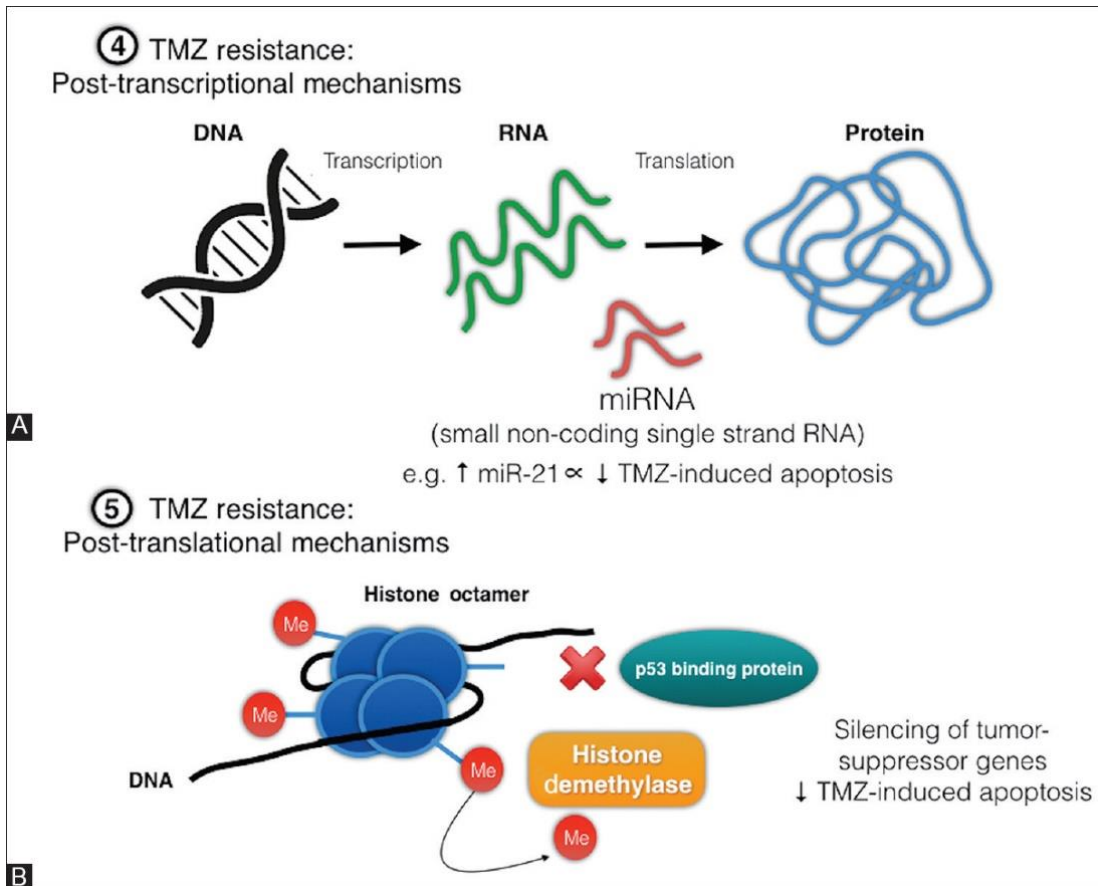 ④ TMZ resistance:
Post-transcriptional mechanisms
DNA
Transcription
RNA
Translation
Protein
miRNA
(small non-coding single strand RNA)
e.g. ↑ miR-21 ∝ ↓ TMZ-induced apoptosis
A
⑤ TMZ resistance:
Post-translational mechanisms
Histone octamer
Me
p53 binding protein
Me
Me
DNA
Histone
demethylase
Me
Silencing of tumor-
suppressor genes
↓ TMZ-induced apoptosis
B